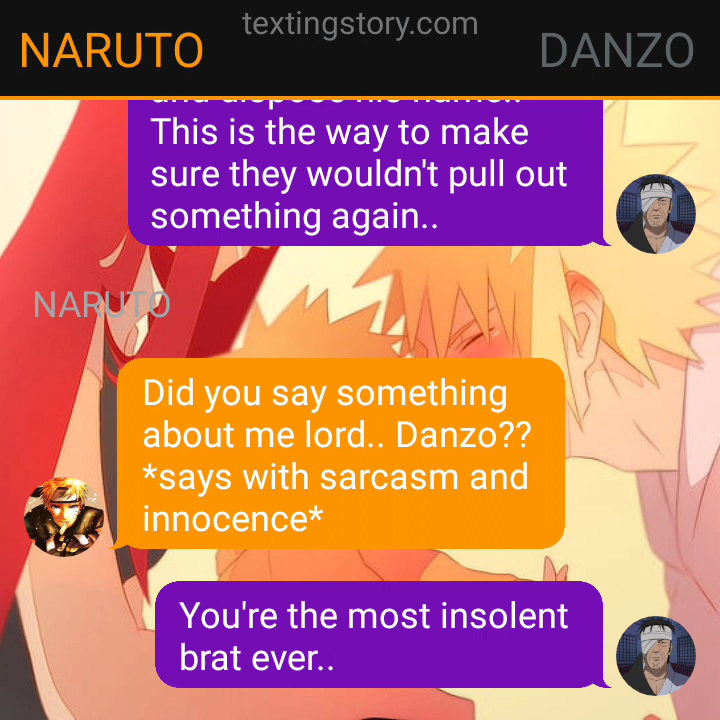 textingstory.com
NARUTO
DANZO
This is the way to make
sure they wouldn't pull out
something again..
NARUTO
Did you say something
about me lord.. Danzo??
*says with sarcasm and
innocence*
You're the most insolent
brat ever..